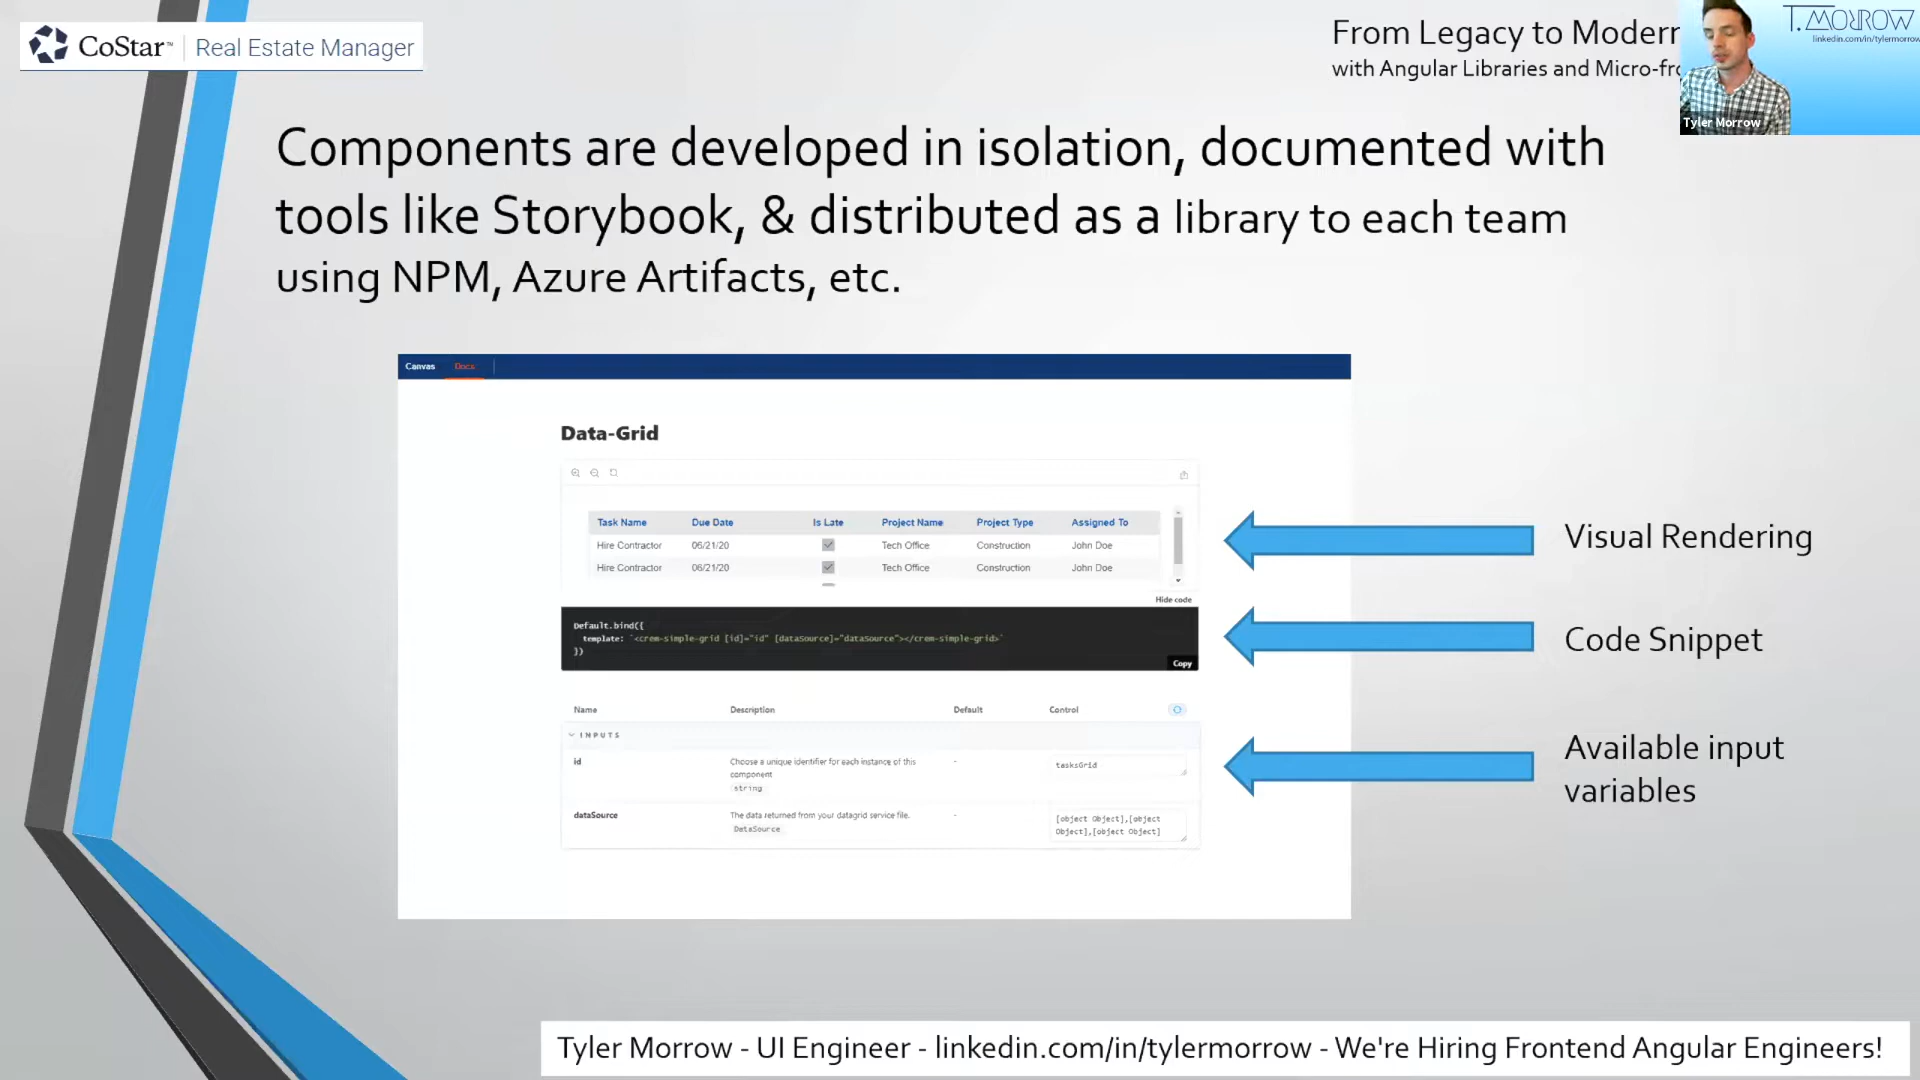 CoStar™ | Real Estate Manager
From Legacy to Modern
with Angular Libraries and Micro-fr
T.MORROW
linkedin.com/in/tylermorrow
Tyler Morrow
Components are developed in isolation, documented with
tools like Storybook, & distributed as a library to each team
using NPM, Azure Artifacts, etc.
Canvas Docs
Data-Grid
Task Name Due Date Is Late Project Name Project Type Assigned To
Hire Contractor 06/21/20 Tech Office Construction John Doe
Hire Contractor 06/21/20 Tech Office Construction John Doe
Hide code
Default.bind({
template: `<crem-simple-grid [id]="id" [dataSource]="dataSource"></crem-simple-grid>`
})
Copy
Name Description Default Control
INPUTS
id Choose a unique identifier for each instance of this - tasksGrid
component
string
dataSource The data returned from your datagrid service file. - [object Object],[object
DataSource Object],[object Object]
Visual Rendering
Code Snippet
Available input
variables
Tyler Morrow - UI Engineer - linkedin.com/in/tylermorrow - We're Hiring Frontend Angular Engineers!